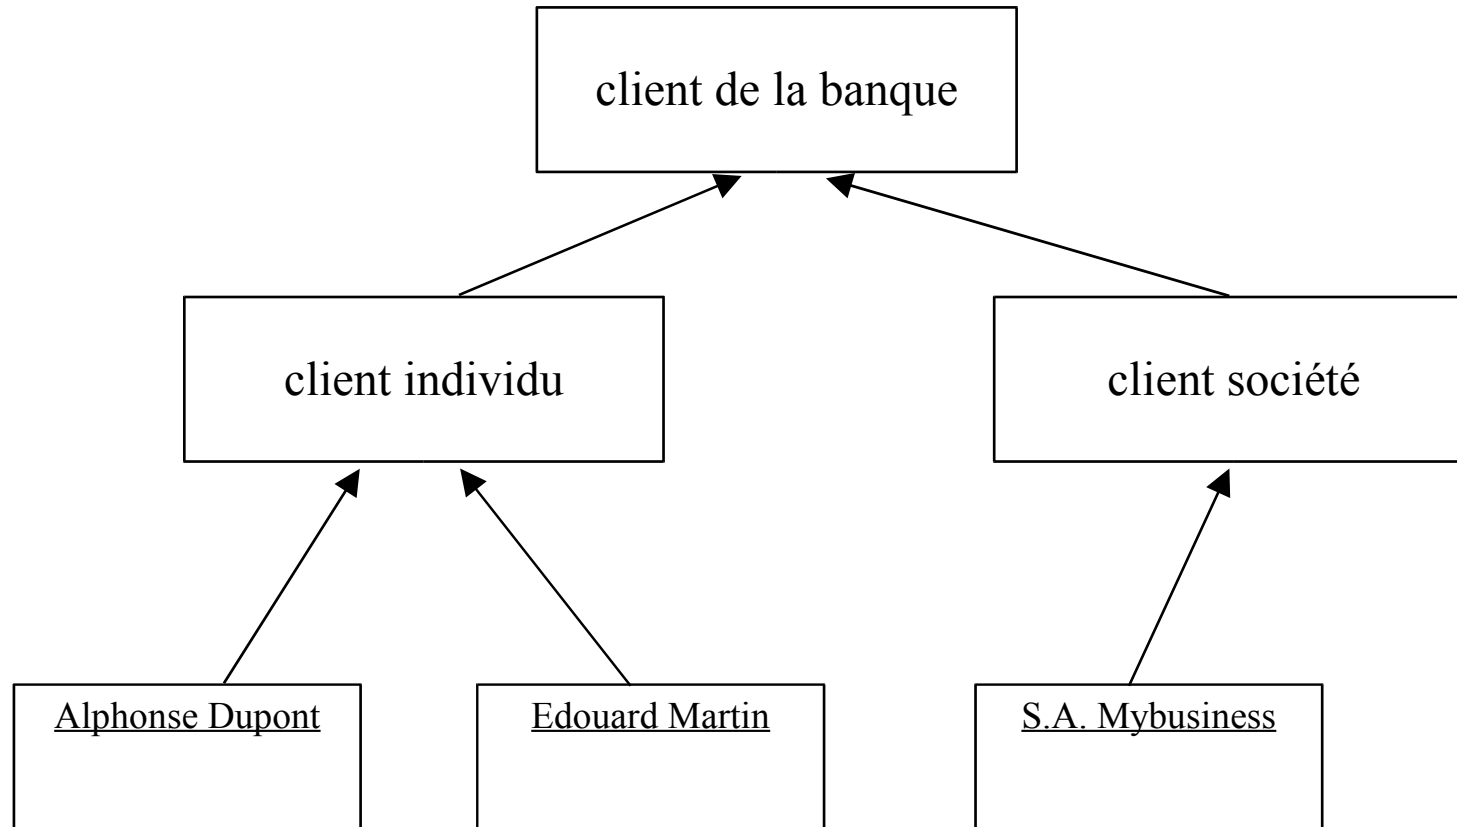 client de la banque
client individu
client société
Alphonse Dupont
Edouard Martin
S.A. Mybusiness